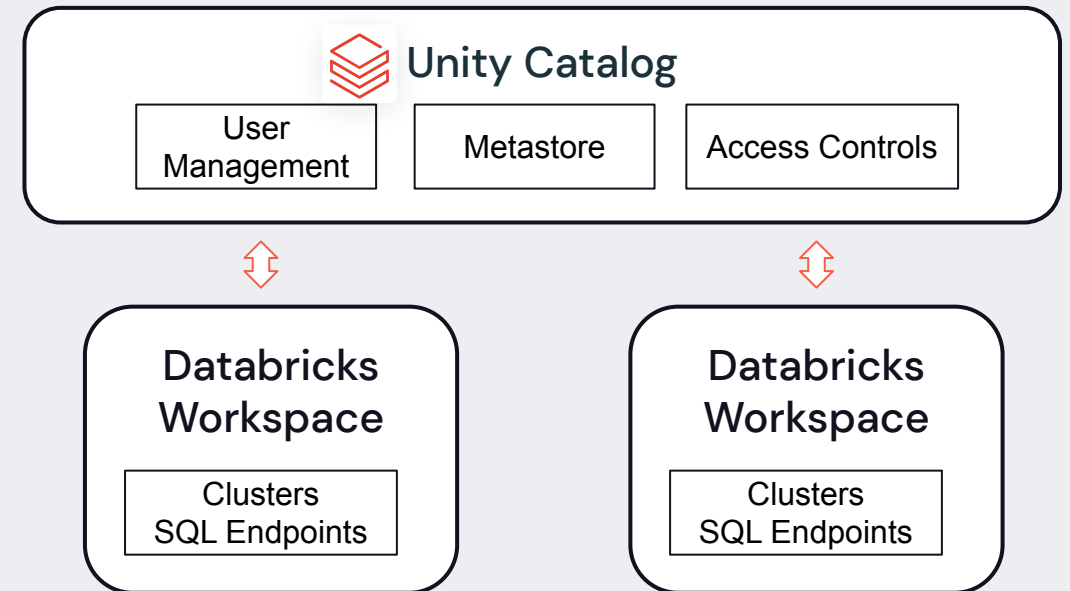 Unity Catalog
User
Management
Metastore
Access Controls
Databricks
Workspace
Clusters
SQL Endpoints
Databricks
Workspace
Clusters
SQL Endpoints